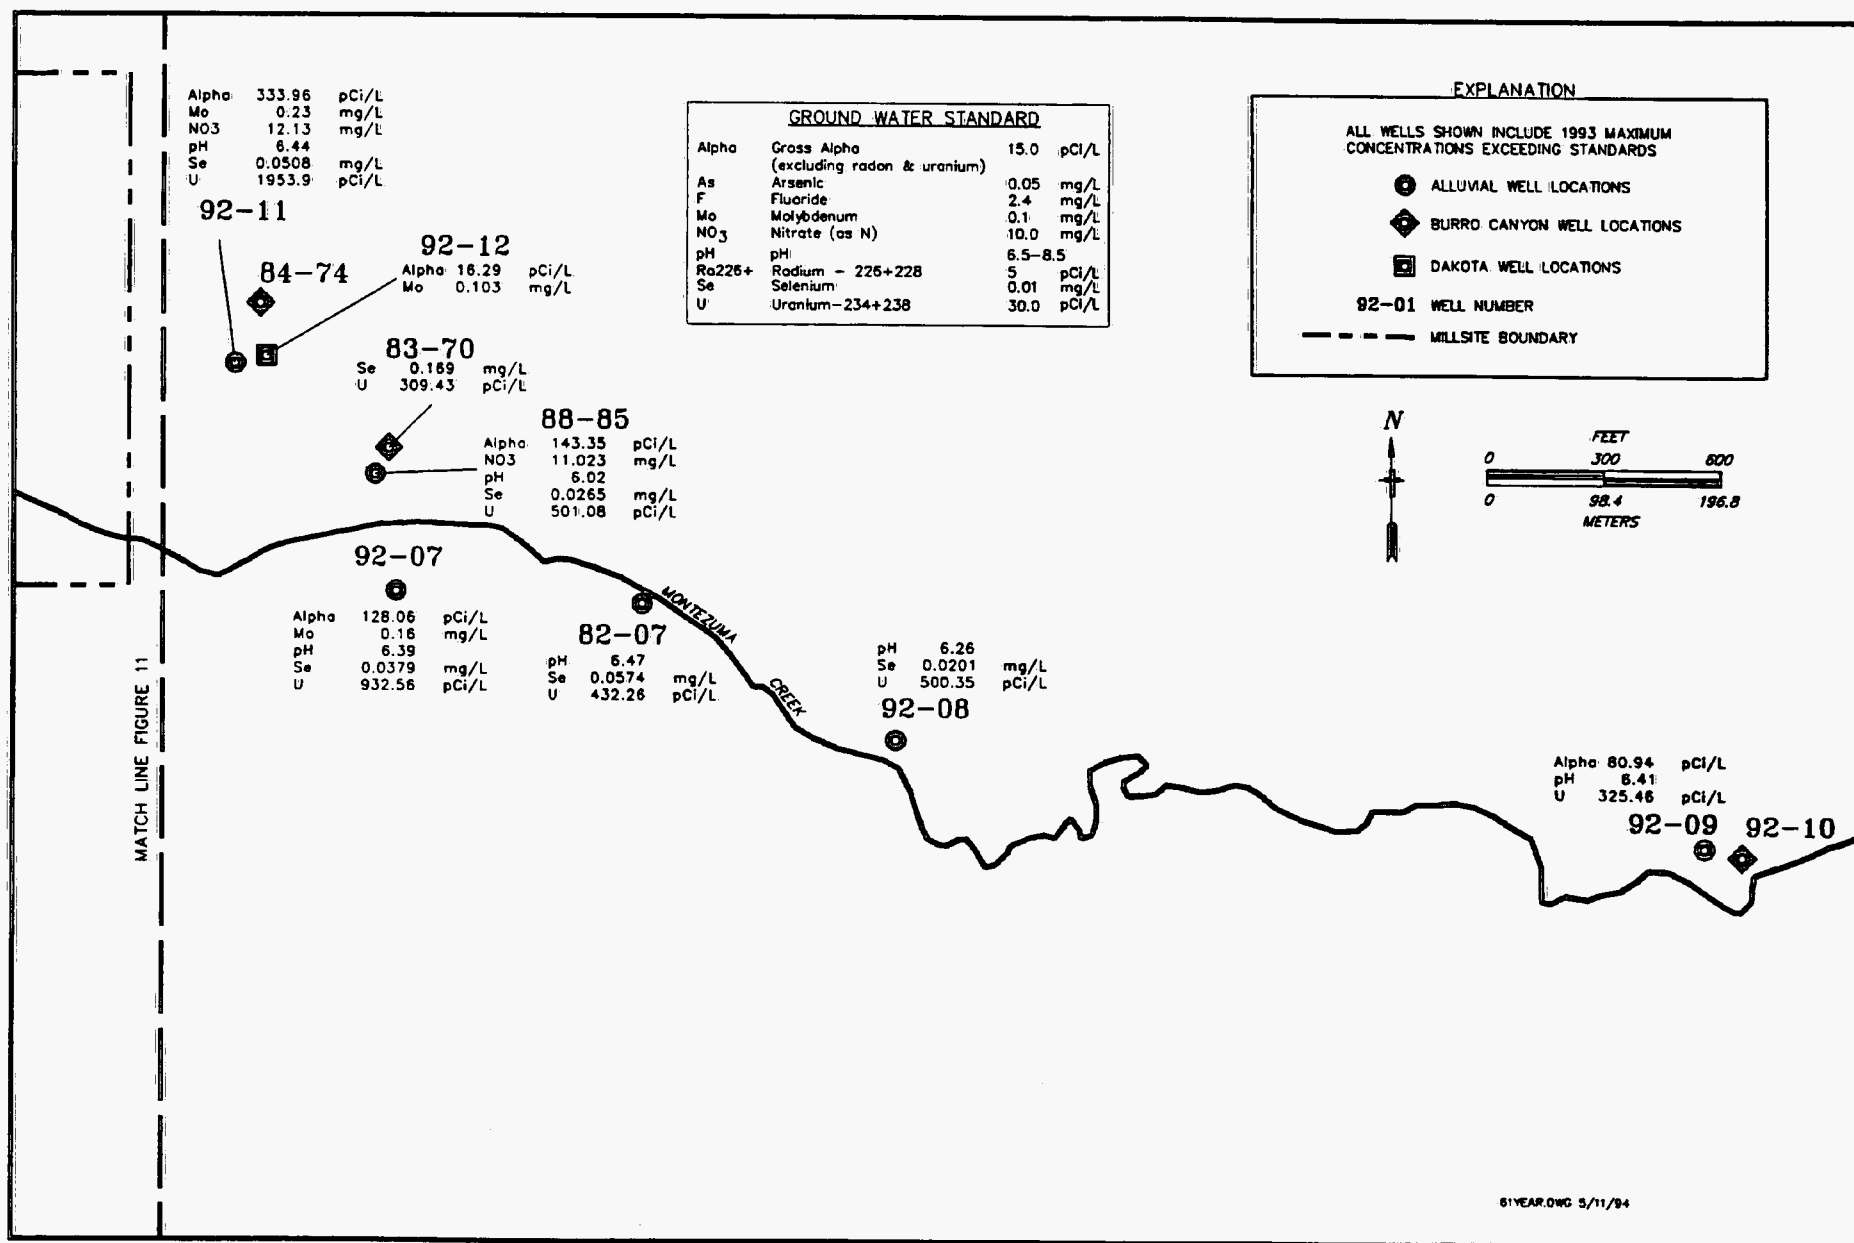 Alpha 333.96 pCi/L
Mo 0.23 mg/L
NO3 12.13 mg/L
pH 6.44
Se 0.0508 mg/L
U 1953.9 pCi/L
92-11
84-74
92-12
Alpha 16.29 pCi/L
Mo 0.103 mg/L
83-70
Se 0.169 mg/L
U 309.43 pCi/L
88-85
Alpha 143.35 pCi/L
NO3 11.023 mg/L
pH 6.02
Se 0.0265 mg/L
U 501.08 pCi/L
GROUND WATER STANDARD
Alpha Gross Alpha 15.0 pCi/L
(excluding radon & uranium)
As Arsenic 0.05 mg/L
F Fluoride 2.4 mg/L
Mo Molybdenum 0.1 mg/L
NO3 Nitrate (as N) 10.0 mg/L
pH pH 6.5-8.5
Ra226+ Radium - 226+228 5 pCi/L
Se Selenium 0.01 mg/L
U Uranium-234+238 30.0 pCi/L
EXPLANATION
ALL WELLS SHOWN INCLUDE 1993 MAXIMUM
CONCENTRATIONS EXCEEDING STANDARDS
ALLUVIAL WELL LOCATIONS
BURRO CANYON WELL LOCATIONS
DAKOTA WELL LOCATIONS
92-01 WELL NUMBER
MILLSITE BOUNDARY
N
FEET
0 300 600
0 98.4 196.8
METERS
92-07
Alpha 128.06 pCi/L
Mo 0.16 mg/L
pH 6.39
Se 0.0379 mg/L
U 932.56 pCi/L
82-07
pH 6.47
Se 0.0574 mg/L
U 432.26 pCi/L
MONTEZUMA
CREEK
pH 6.26
Se 0.0201 mg/L
U 500.35 pCi/L
92-08
Alpha 80.94 pCi/L
pH 6.41
U 325.46 pCi/L
92-09
92-10
MATCH LINE FIGURE 11
61YEAR.DWG 5/11/94